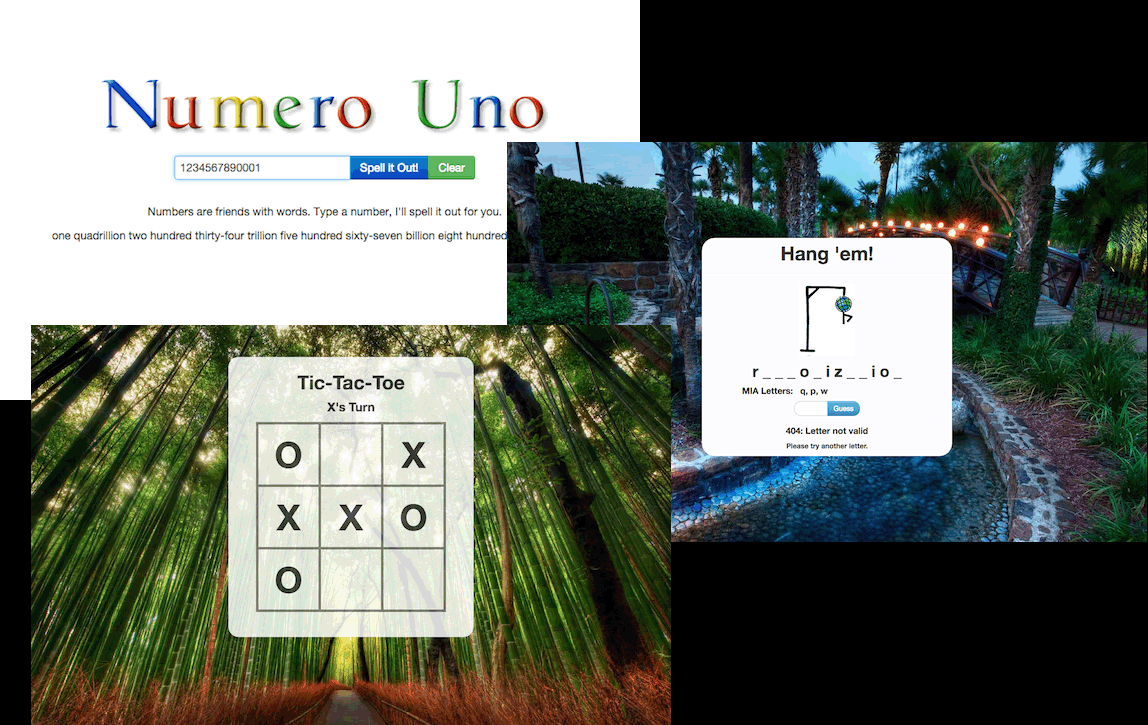 Numero Uno
1234567890001 Spell it Out! Clear
Numbers are friends with words. Type a number, I'll spell it out for you.
one quadrillion two hundred thirty-four trillion five hundred sixty-seven billion eight hundred
Hang 'em!
r _ _ _ o _ i z _ _ i o _
MIA Letters: q, p, w
Guess
404: Letter not valid
Please try another letter.
Tic-Tac-Toe
X's Turn
O X
X X O
O